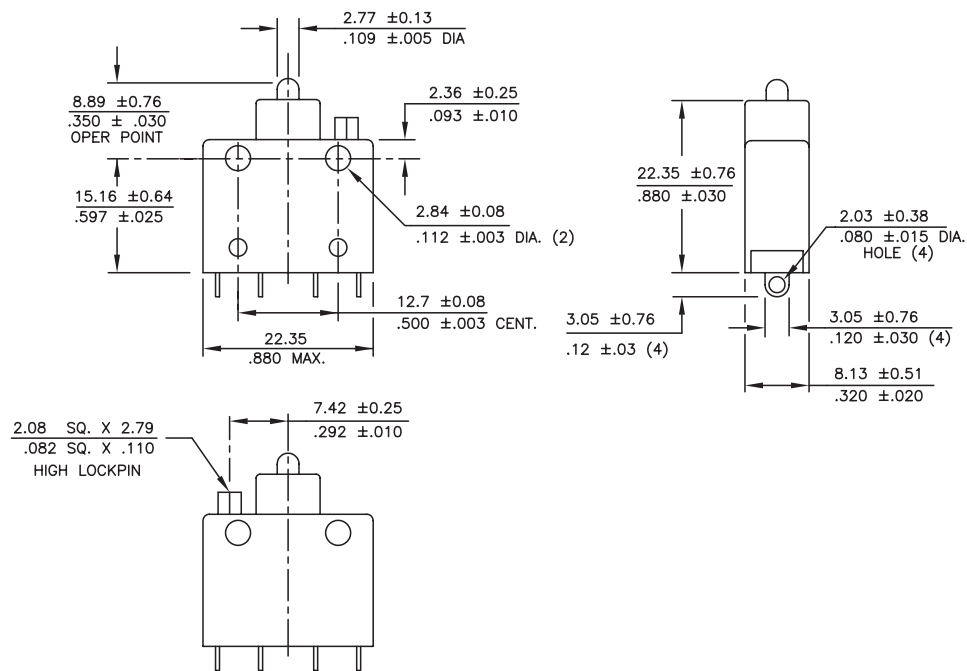 2.77 ±0.13
.109 ±.005 DIA
8.89 ±0.76
.350 ± .030
OPER POINT
2.36 ±0.25
.093 ±.010
15.16 ±0.64
.597 ±.025
2.84 ±0.08
.112 ±.003 DIA. (2)
12.7 ±0.08
.500 ±.003 CENT.
22.35
.880 MAX.
22.35 ±0.76
.880 ±.030
2.03 ±0.38
.080 ±.015 DIA.
HOLE (4)
3.05 ±0.76
.12 ±.03 (4)
3.05 ±0.76
.120 ±.030 (4)
8.13 ±0.51
.320 ±.020
7.42 ±0.25
.292 ±.010
2.08 SQ. X 2.79
.082 SQ. X .110
HIGH LOCKPIN